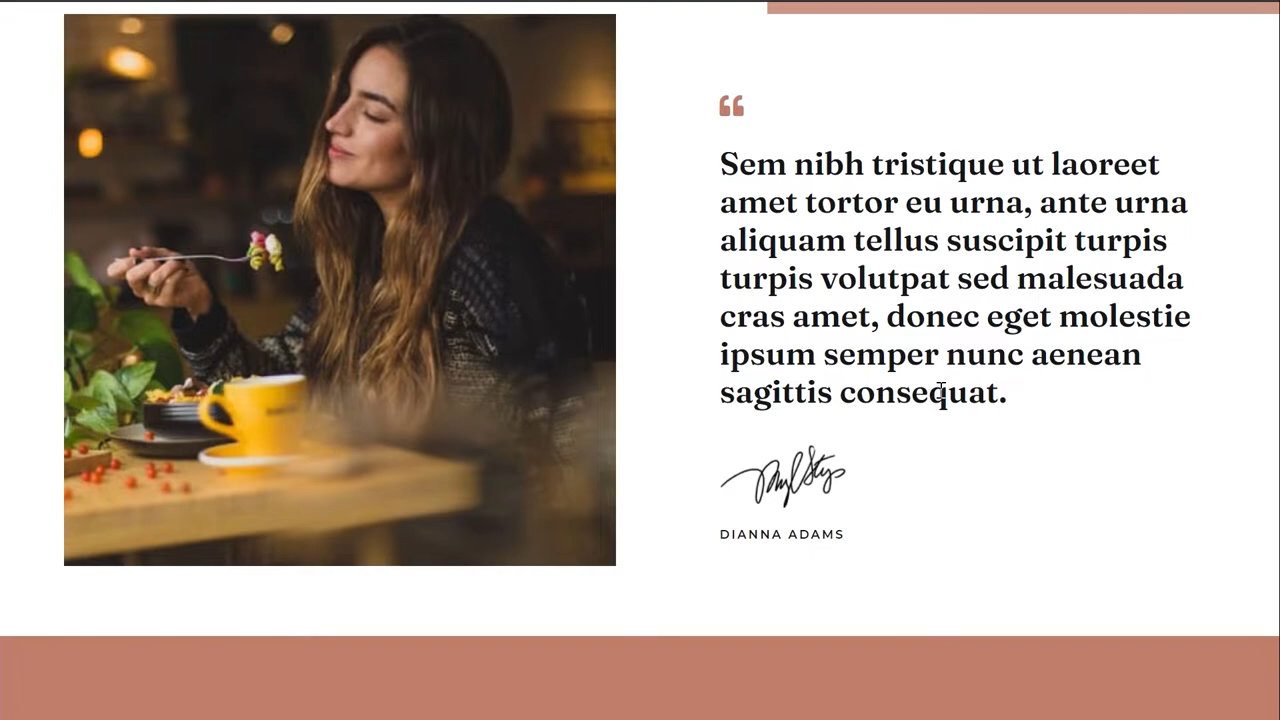 “
Sem nibh tristique ut laoreet
amet tortor eu urna, ante urna
aliquam tellus suscipit turpis
turpis volutpat sed malesuada
cras amet, donec eget molestie
ipsum semper nunc aenean
sagittis consequat.
DIANNA ADAMS